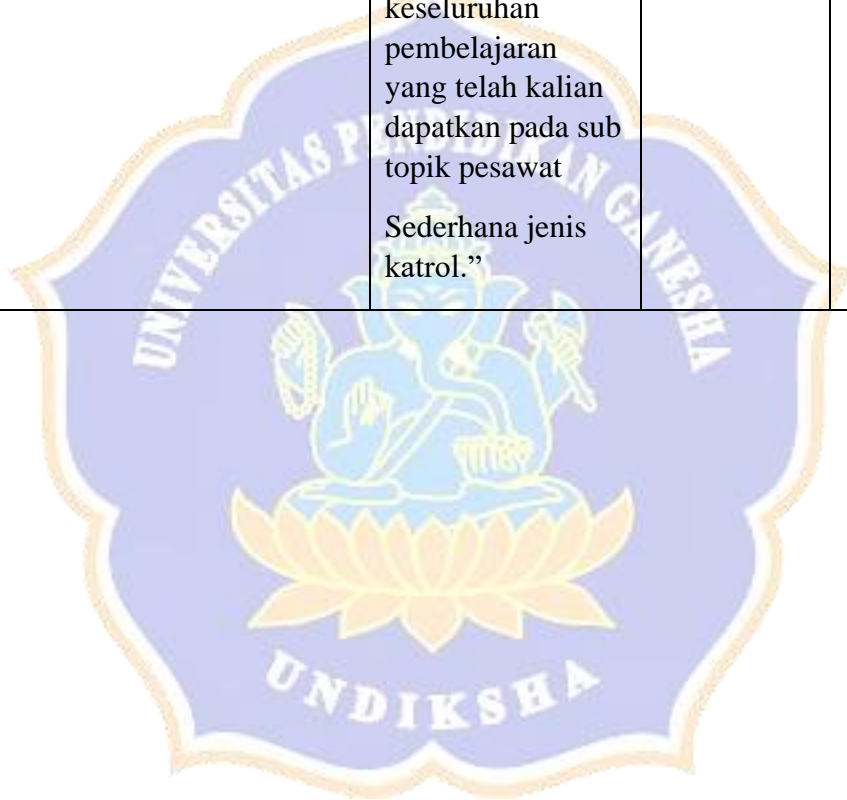 keseluruhan
pembelajaran
yang telah kalian
dapatkan pada sub
topik pesawat
Sederhana jenis
katrol.”
UNIVERSITAS PENDIDIKAN GANESHA
UNDIKSHA